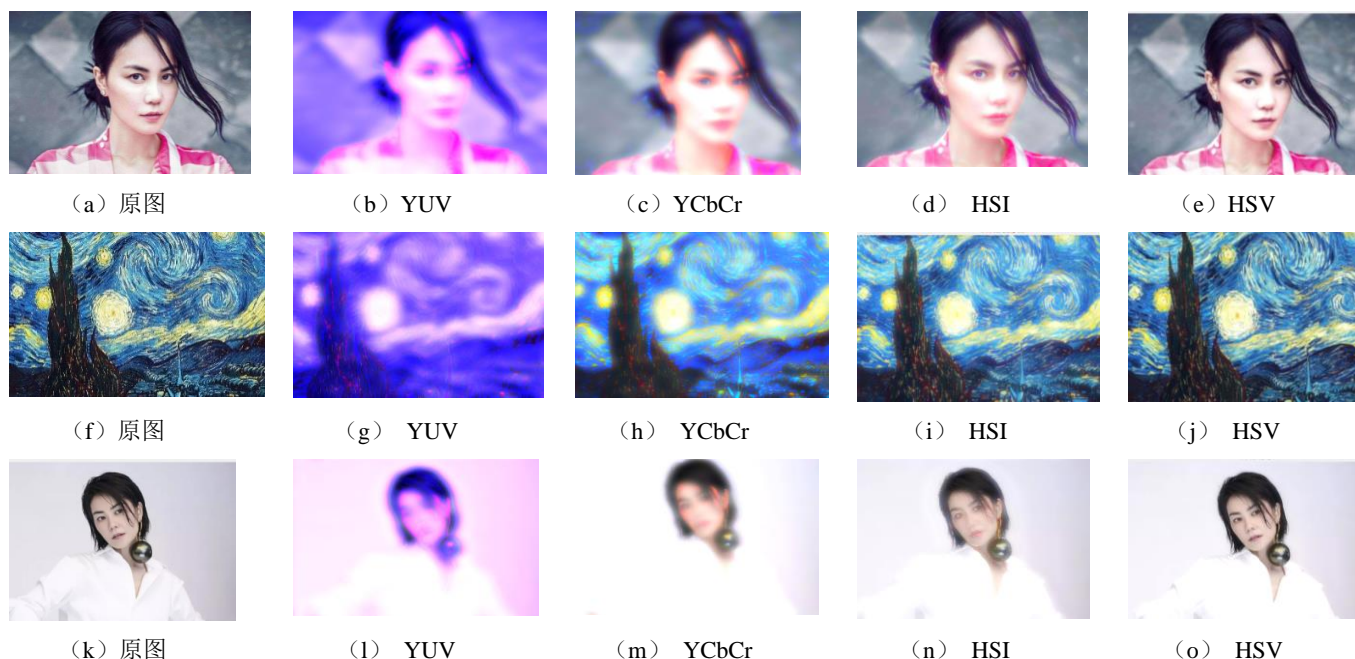 （a）原图 （b）YUV （c）YCbCr （d） HSI （e）HSV
（f）原图 （g） YUV （h） YCbCr （i） HSI （j） HSV
（k）原图 （l） YUV （m） YCbCr （n） HSI （o） HSV